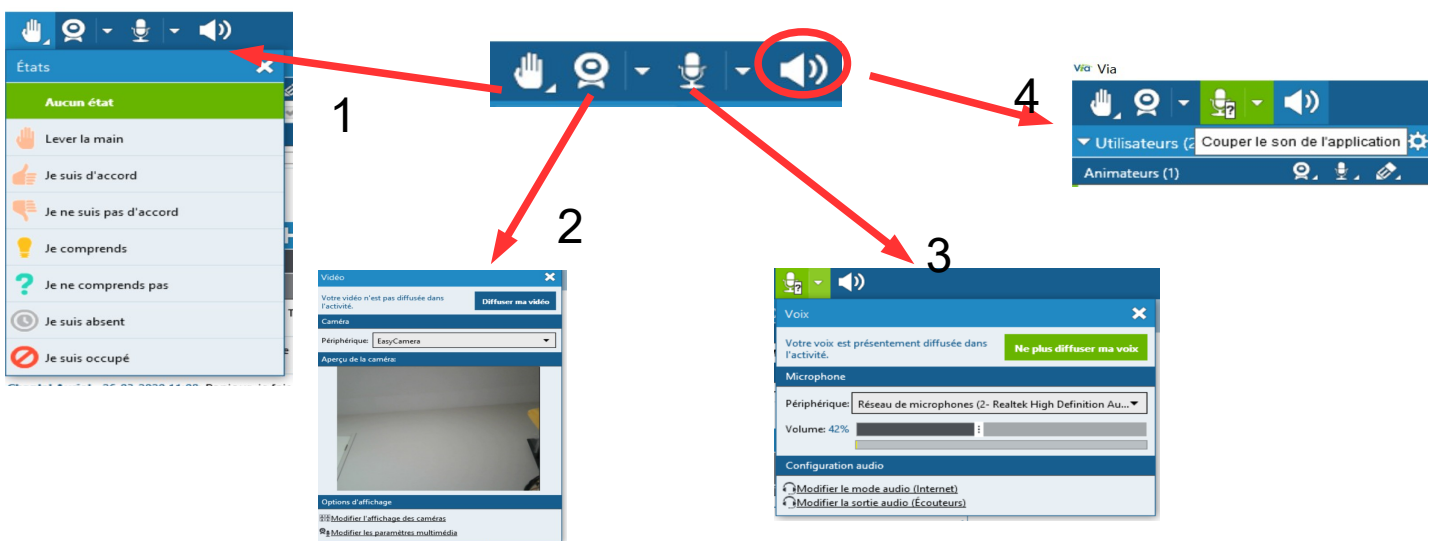 États
Aucun état
Lever la main
Je suis d'accord
Je ne suis pas d'accord
Je comprends
Je ne comprends pas
Je suis absent
Je suis occupé
1
2
Vidéo
Votre vidéo n'est pas diffusée dans
l'activité.
Diffuser ma vidéo
Caméra
Périphérique: EasyCamera
Aperçu de la caméra:
Options d'affichage
Modifier l'affichage des caméras
Modifier les paramètres multimédia
3
Voix
Votre voix est présentement diffusée dans
l'activité.
Ne plus diffuser ma voix
Microphone
Périphérique: Réseau de microphones (2- Realtek High Definition Au...
Volume: 42%
Configuration audio
Modifier le mode audio (Internet)
Modifier la sortie audio (Écouteurs)
4
Via Via
Utilisateurs (2
Couper le son de l'application
Animateurs (1)